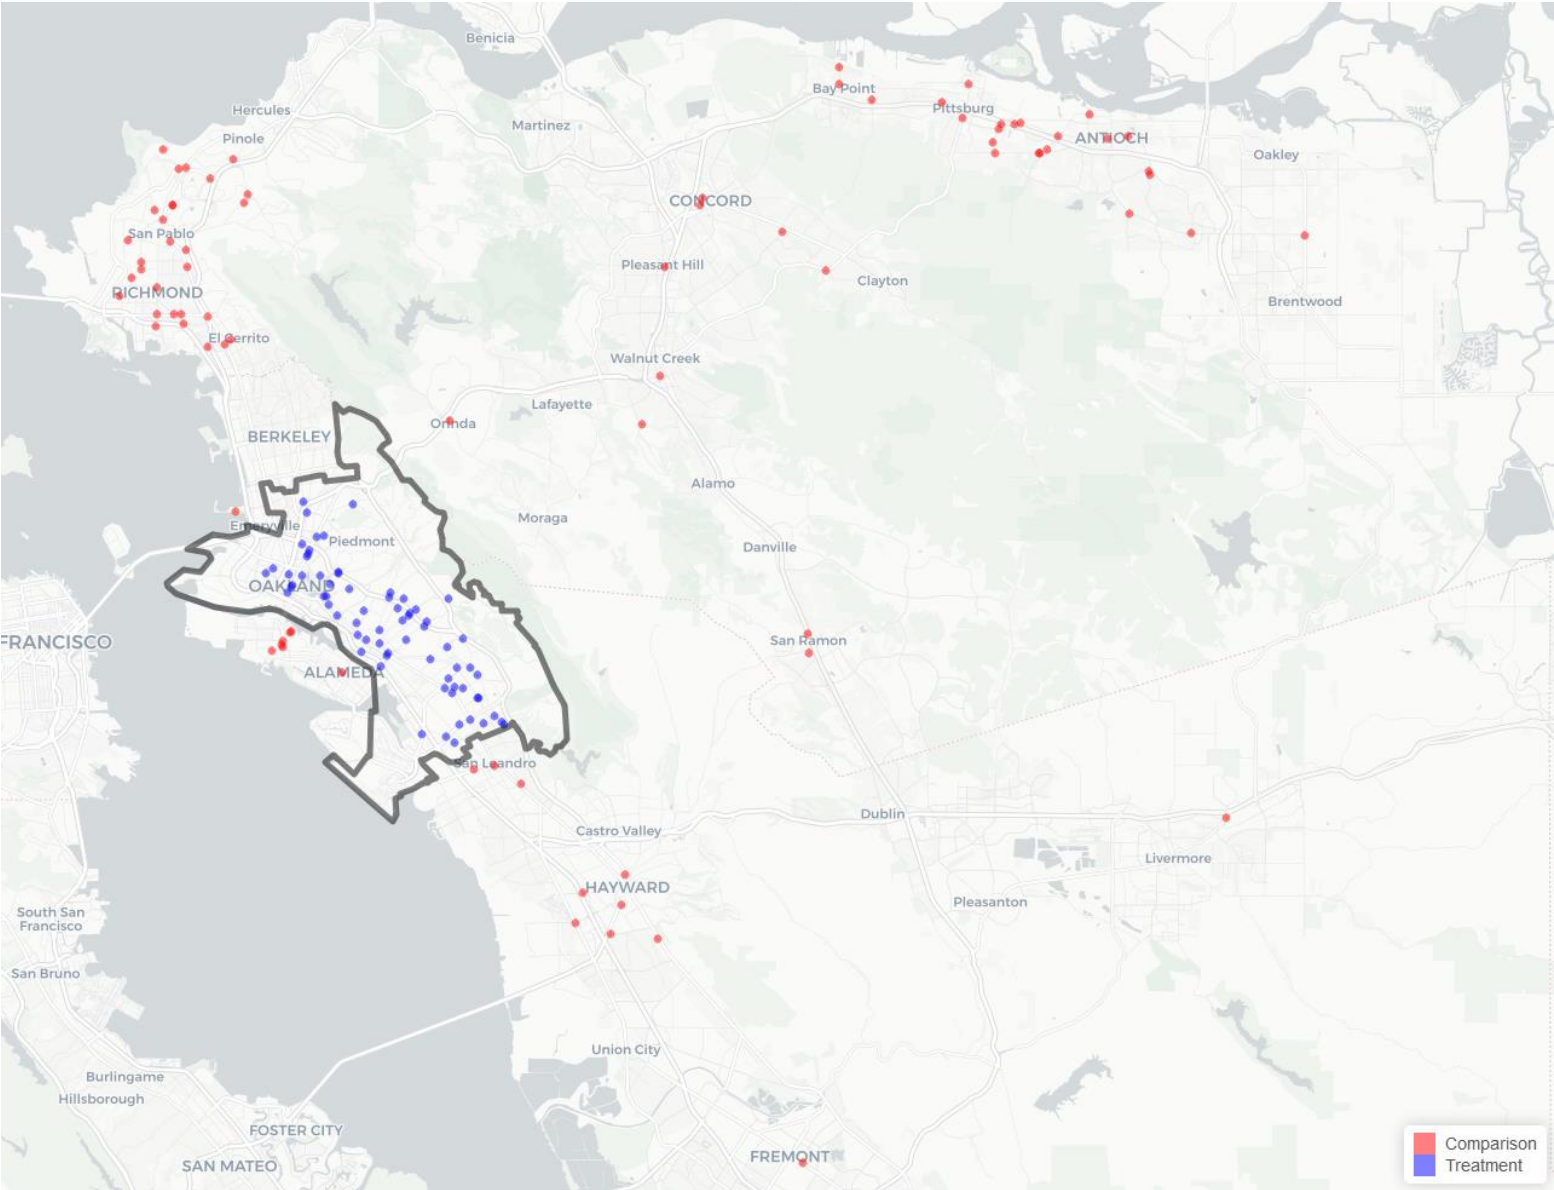 Benicia
Bay Point
Hercules
Pittsburg
Martinez
Pinole
ANTIOCH
Oakley
CONCORD
San Pablo
Pleasant Hill
Clayton
RICHMOND
Brentwood
El Cerrito
Walnut Creek
Lafayette
Orinda
BERKELEY
Alamo
Moraga
Emeryville
Piedmont
Danville
OAKLAND
FRANCISCO
San Ramon
ALAMEDA
San Leandro
Dublin
Castro Valley
Livermore
HAYWARD
Pleasanton
South San
Francisco
San Bruno
Union City
Burlingame
Hillsborough
FOSTER CITY
FREMONT
SAN MATEO
Comparison
Treatment